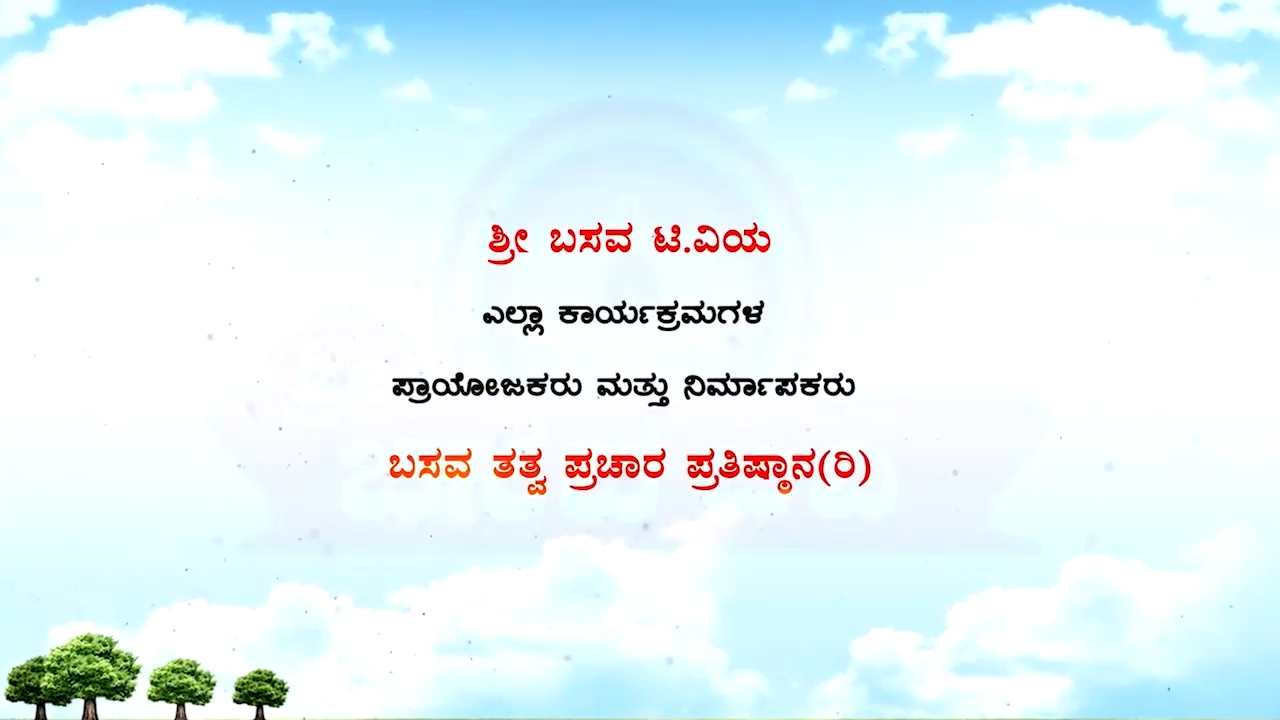 ಶ್ರೀ ಬಸವ ಟಿ.ವಿಯ
ಎಲ್ಲಾ ಕಾರ್ಯಕ್ರಮಗಳ
ಪ್ರಾಯೋಜಕರು ಮತ್ತು ನಿರ್ಮಾಪಕರು
ಬಸವ ತತ್ವ ಪ್ರಚಾರ ಪ್ರತಿಷ್ಠಾನ(ರಿ)